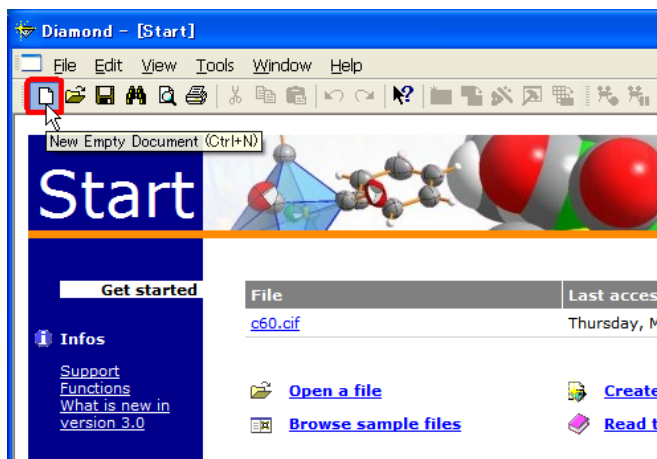 Diamond - [Start]
File Edit View Tools Window Help
New Empty Document (Ctrl+N)
Start
Get started
File Last acces
c60.cif Thursday, M
Infos
Support
Functions
What is new in
version 3.0
Open a file Create
Browse sample files Read t